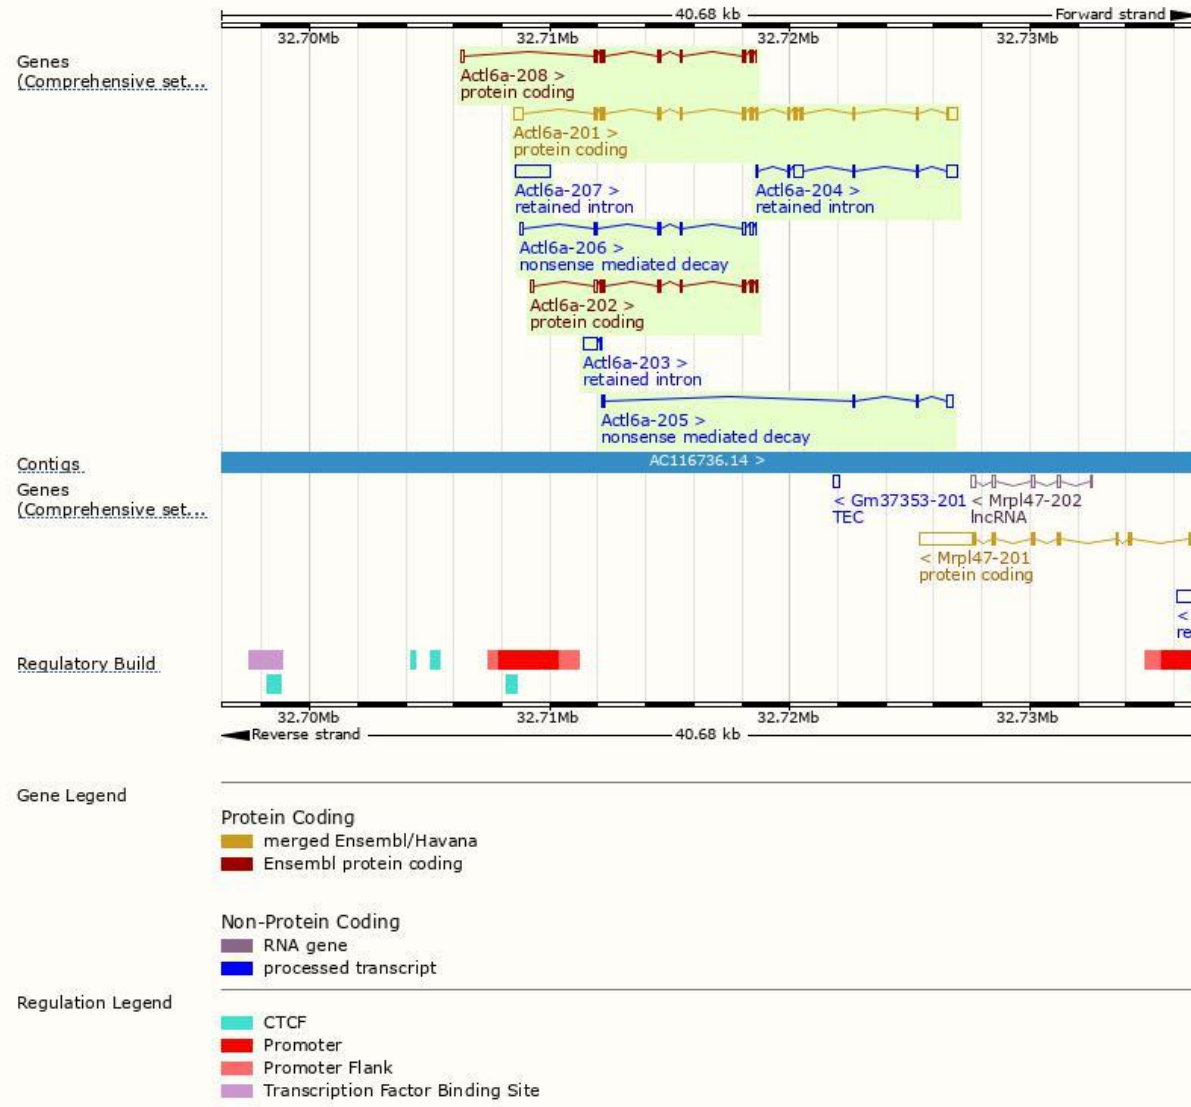 40.68 kb
Forward strand
32.70Mb 32.71Mb 32.72Mb 32.73Mb
Genes
(Comprehensive set...
Actl6a-208 >
protein coding
Actl6a-201 >
protein coding
Actl6a-207 > Actl6a-204 >
retained intron retained intron
Actl6a-206 >
nonsense mediated decay
Actl6a-202 >
protein coding
Actl6a-203 >
retained intron
Actl6a-205 >
nonsense mediated decay
Contigs
AC116736.14 >
Genes
(Comprehensive set...
< Gm37353-201 < Mrpl47-202
TEC lncRNA
< Mrpl47-201
protein coding
<
re
Regulatory Build
32.70Mb 32.71Mb 32.72Mb 32.73Mb
Reverse strand 40.68 kb
Gene Legend
Protein Coding
merged Ensembl/Havana
Ensembl protein coding
Non-Protein Coding
RNA gene
processed transcript
Regulation Legend
CTCF
Promoter
Promoter Flank
Transcription Factor Binding Site